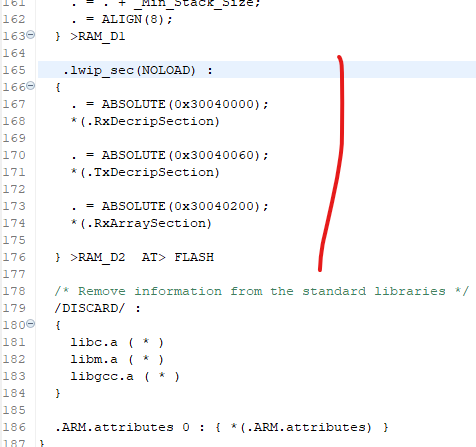 161 . = . + _Min_Stack_Size;
162 . = ALIGN(8);
163 } >RAM_D1
164
165 .lwip_sec(NOLOAD) :
166 {
167 . = ABSOLUTE(0x30040000);
168 *(.RxDecripSection)
169
170 . = ABSOLUTE(0x30040060);
171 *(.TxDecripSection)
172
173 . = ABSOLUTE(0x30040200);
174 *(.RxArraySection)
175
176 } >RAM_D2  AT> FLASH
177
178 /* Remove information from the standard libraries */
179 /DISCARD/ :
180 {
181 libc.a ( * )
182 libm.a ( * )
183 libgcc.a ( * )
184 }
185
186 .ARM.attributes 0 : { *(.ARM.attributes) }
187 }